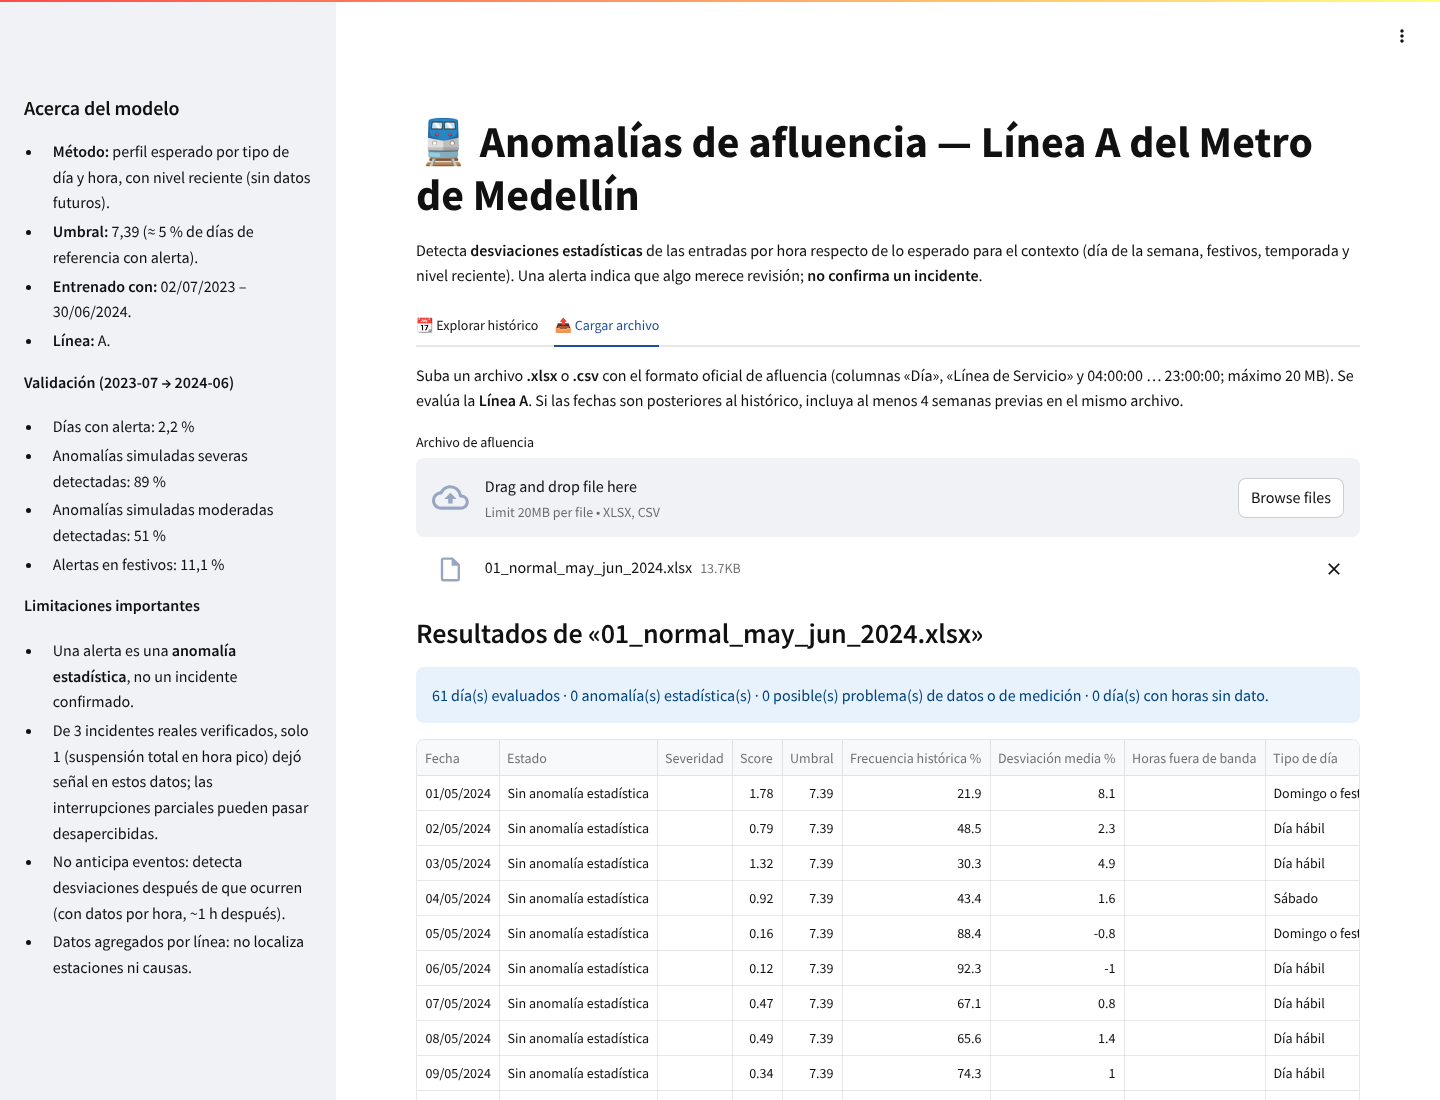 Acerca del modelo
• Método: perfil esperado por tipo de
día y hora, con nivel reciente (sin datos
futuros).
• Umbral: 7,39 (≈ 5 % de días de
referencia con alerta).
• Entrenado con: 02/07/2023 –
30/06/2024.
• Línea: A.
Validación (2023-07 → 2024-06)
• Días con alerta: 2,2 %
• Anomalías simuladas severas
detectadas: 89 %
• Anomalías simuladas moderadas
detectadas: 51 %
• Alertas en festivos: 11,1 %
Limitaciones importantes
• Una alerta es una anomalía
estadística, no un incidente
confirmado.
• De 3 incidentes reales verificados, solo
1 (suspensión total en hora pico) dejó
señal en estos datos; las
interrupciones parciales pueden pasar
desapercibidas.
• No anticipa eventos: detecta
desviaciones después de que ocurren
(con datos por hora, ~1 h después).
• Datos agregados por línea: no localiza
estaciones ni causas.
Anomalías de afluencia — Línea A del Metro
de Medellín
Detecta desviaciones estadísticas de las entradas por hora respecto de lo esperado para el contexto (día de la semana, festivos, temporada y
nivel reciente). Una alerta indica que algo merece revisión; no confirma un incidente.
Explorar histórico Cargar archivo
Suba un archivo .xlsx o .csv con el formato oficial de afluencia (columnas «Día», «Línea de Servicio» y 04:00:00 … 23:00:00; máximo 20 MB). Se
evalúa la Línea A. Si las fechas son posteriores al histórico, incluya al menos 4 semanas previas en el mismo archivo.
Archivo de afluencia
Drag and drop file here
Limit 20MB per file • XLSX, CSV
Browse files
01_normal_may_jun_2024.xlsx 13.7KB
Resultados de «01_normal_may_jun_2024.xlsx»
61 día(s) evaluados · 0 anomalía(s) estadística(s) · 0 posible(s) problema(s) de datos o de medición · 0 día(s) con horas sin dato.
Fecha Estado Severidad Score Umbral Frecuencia histórica % Desviación media % Horas fuera de banda Tipo de día
01/05/2024 Sin anomalía estadística 1.78 7.39 21.9 8.1 Domingo o fest
02/05/2024 Sin anomalía estadística 0.79 7.39 48.5 2.3 Día hábil
03/05/2024 Sin anomalía estadística 1.32 7.39 30.3 4.9 Día hábil
04/05/2024 Sin anomalía estadística 0.92 7.39 43.4 1.6 Sábado
05/05/2024 Sin anomalía estadística 0.16 7.39 88.4 -0.8 Domingo o fest
06/05/2024 Sin anomalía estadística 0.12 7.39 92.3 -1 Día hábil
07/05/2024 Sin anomalía estadística 0.47 7.39 67.1 0.8 Día hábil
08/05/2024 Sin anomalía estadística 0.49 7.39 65.6 1.4 Día hábil
09/05/2024 Sin anomalía estadística 0.34 7.39 74.3 1 Día hábil